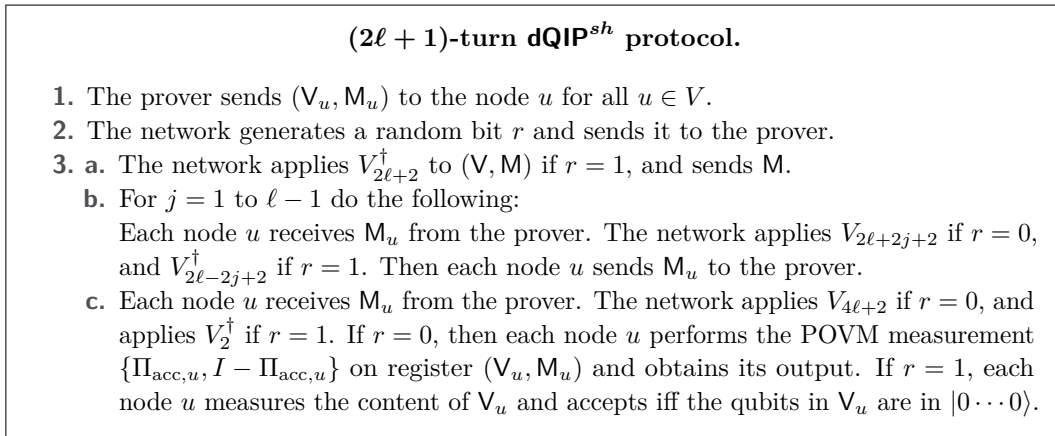 (2ℓ + 1)-turn dQIP^{sh} protocol.
1. The prover sends (V_u, M_u) to the node u for all u ∈ V.
2. The network generates a random bit r and sends it to the prover.
3. a. The network applies V^†_{2ℓ+2} to (V, M) if r = 1, and sends M.
b. For j = 1 to ℓ − 1 do the following:
Each node u receives M_u from the prover. The network applies V_{2ℓ+2j+2} if r = 0,
and V^†_{2ℓ−2j+2} if r = 1. Then each node u sends M_u to the prover.
c. Each node u receives M_u from the prover. The network applies V_{4ℓ+2} if r = 0, and
applies V^†_2 if r = 1. If r = 0, then each node u performs the POVM measurement
{Π_{acc,u}, I − Π_{acc,u}} on register (V_u, M_u) and obtains its output. If r = 1, each
node u measures the content of V_u and accepts iff the qubits in V_u are in |0 · · · 0⟩.